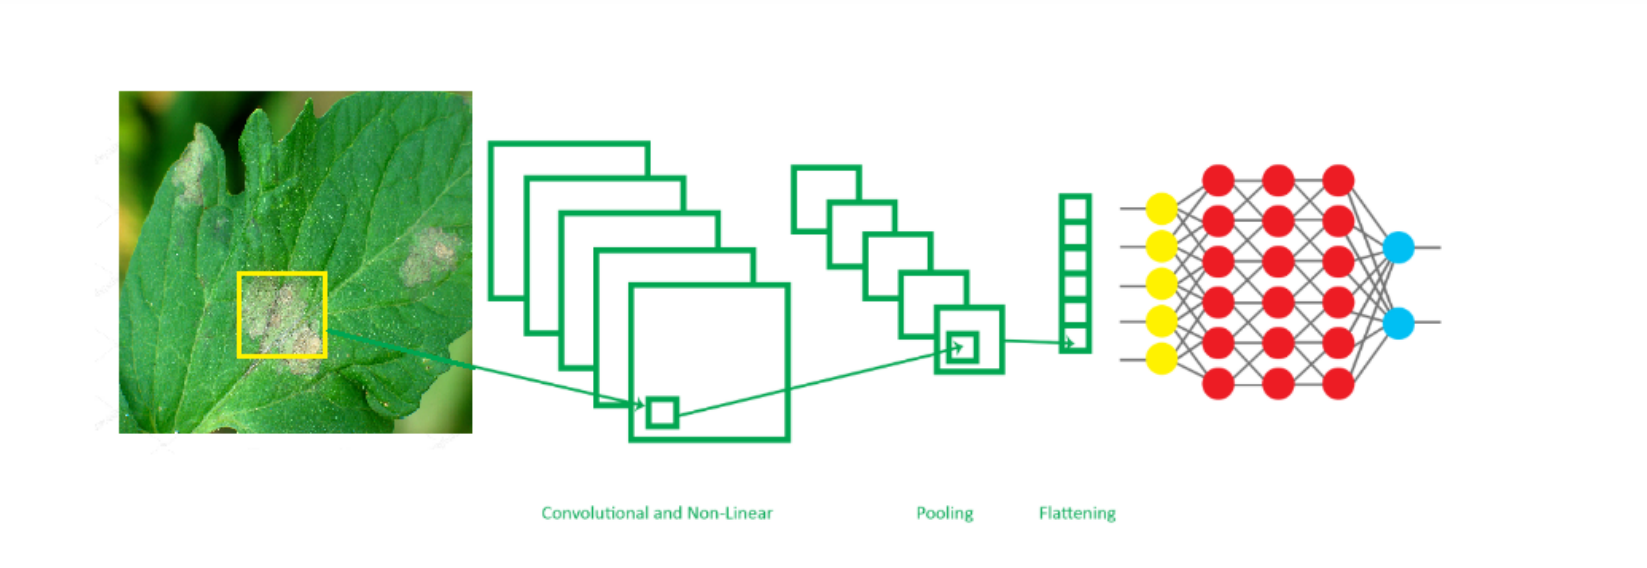 Convolutional and Non-Linear
Pooling
Flattening